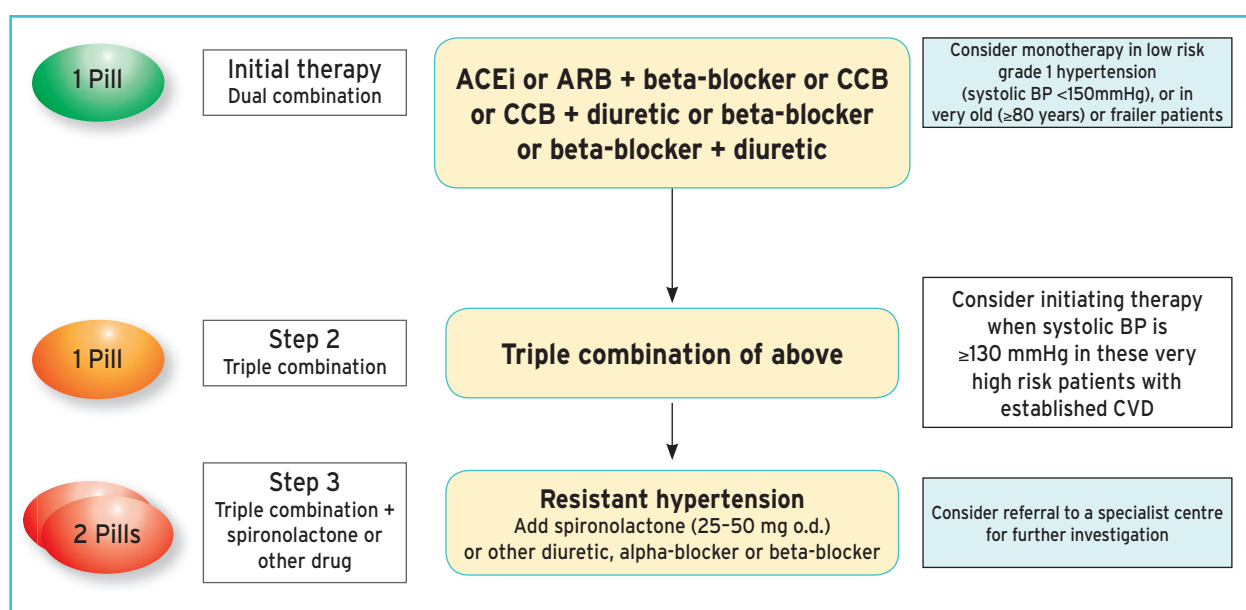 1 Pill
Initial therapy
Dual combination
ACEi or ARB + beta-blocker or CCB
or CCB + diuretic or beta-blocker
or beta-blocker + diuretic
Consider monotherapy in low risk
grade 1 hypertension
(systolic BP <150mmHg), or in
very old (≥80 years) or frailer patients
1 Pill
Step 2
Triple combination
Triple combination of above
Consider initiating therapy
when systolic BP is
≥130 mmHg in these very
high risk patients with
established CVD
2 Pills
Step 3
Triple combination +
spironolactone or
other drug
Resistant hypertension
Add spironolactone (25–50 mg o.d.)
or other diuretic, alpha-blocker or beta-blocker
Consider referral to a specialist centre
for further investigation